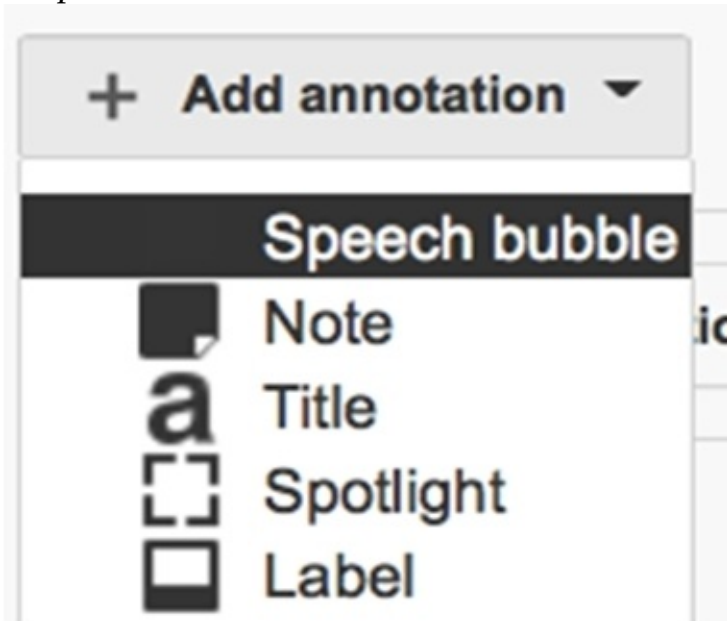 + Add annotation
Speech bubble
Note
a Title
Spotlight
Label